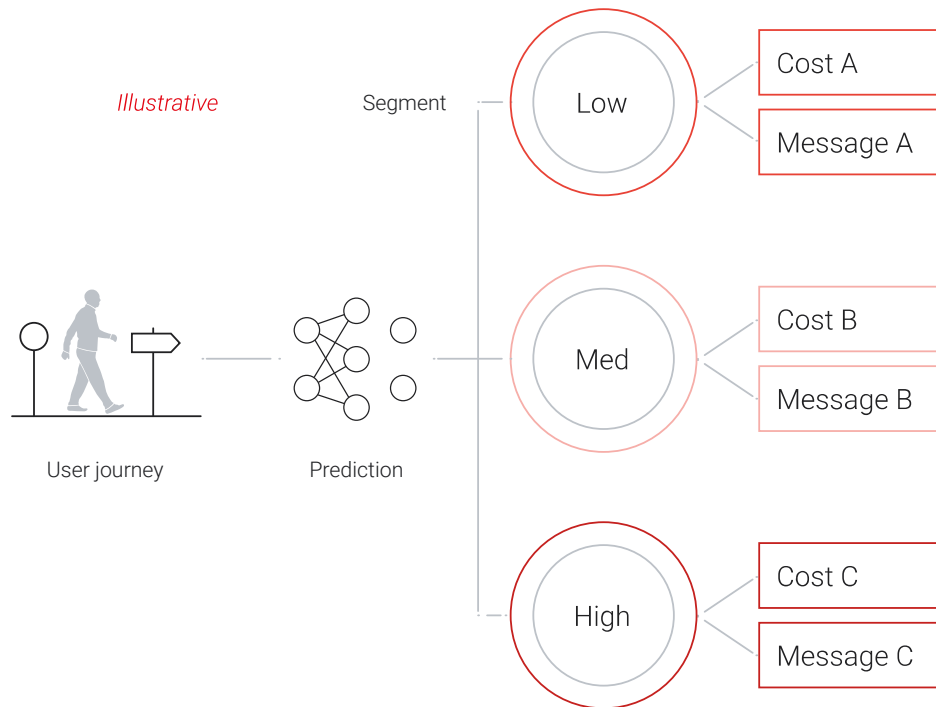 Illustrative
Segment
Low
Cost A
Message A
User journey
Prediction
Med
Cost B
Message B
High
Cost C
Message C